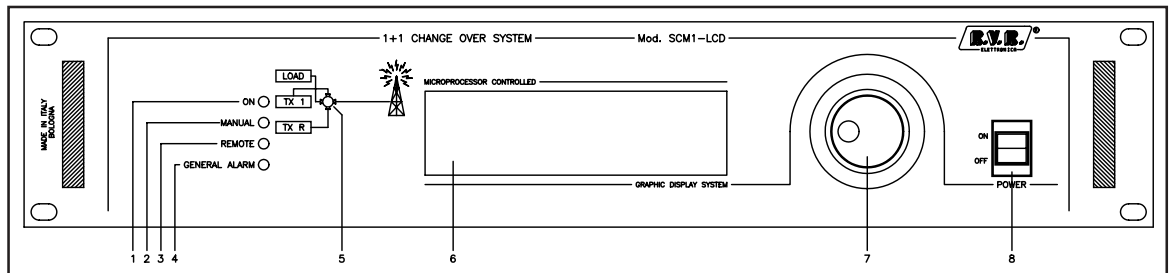 1+1 CHANGE OVER SYSTEM
Mod. SCM1-LCD
R.V.R.®
ELETTRONICA
MADE IN ITALY
BOLOGNA
LOAD
MICROPROCESSOR CONTROLLED
ON
TX 1
MANUAL
TX R
REMOTE
GENERAL ALARM
GRAPHIC DISPLAY SYSTEM
ON
OFF
POWER
1 2 3 4 5 6 7 8